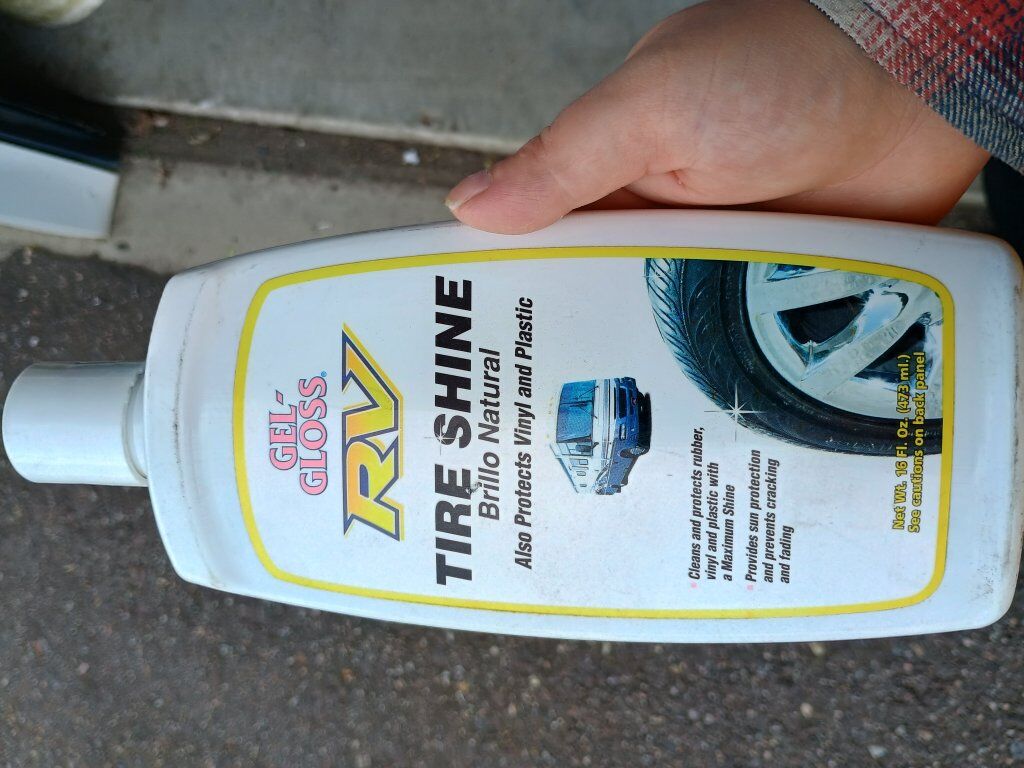 GEL-
GLOSS®
RV
TIRE SHINE
Brillo Natural
Also Protects Vinyl and Plastic
• Cleans and protects rubber,
vinyl and plastic with
a Maximum Shine
• Provides sun protection
and prevents cracking
and fading
Net Wt. 16 Fl. Oz. (473 ml.)
See cautions on back panel